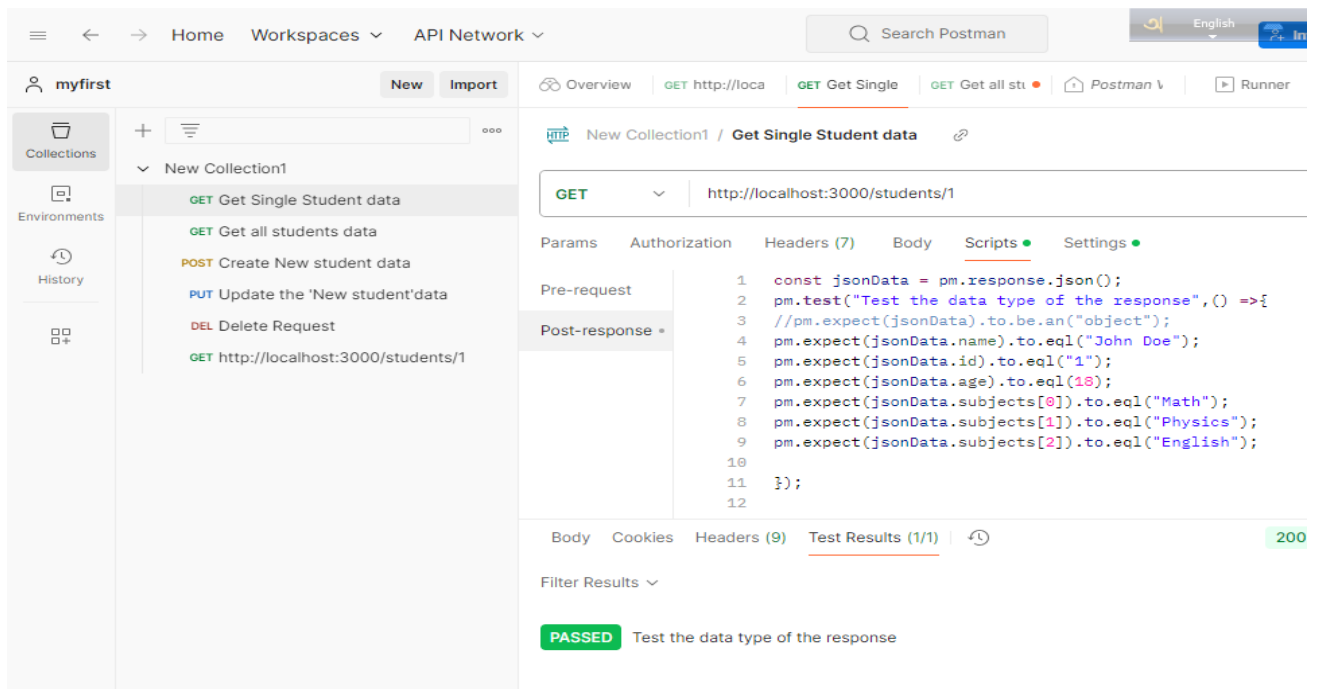 Home Workspaces API Network Search Postman অ English In
myfirst New Import Overview GET http://loca GET Get Single GET Get all stu Postman V Runner
Collections
Environments
History
New Collection1
GET Get Single Student data
GET Get all students data
POST Create New student data
PUT Update the 'New student'data
DEL Delete Request
GET http://localhost:3000/students/1
HTTP New Collection1 / Get Single Student data
GET http://localhost:3000/students/1
Params Authorization Headers (7) Body Scripts Settings
Pre-request
Post-response
1 const jsonData = pm.response.json();
2 pm.test("Test the data type of the response",() =>{
3 //pm.expect(jsonData).to.be.an("object");
4 pm.expect(jsonData.name).to.eql("John Doe");
5 pm.expect(jsonData.id).to.eql("1");
6 pm.expect(jsonData.age).to.eql(18);
7 pm.expect(jsonData.subjects[0]).to.eql("Math");
8 pm.expect(jsonData.subjects[1]).to.eql("Physics");
9 pm.expect(jsonData.subjects[2]).to.eql("English");
10
11 });
12
Body Cookies Headers (9) Test Results (1/1) 200
Filter Results
PASSED Test the data type of the response